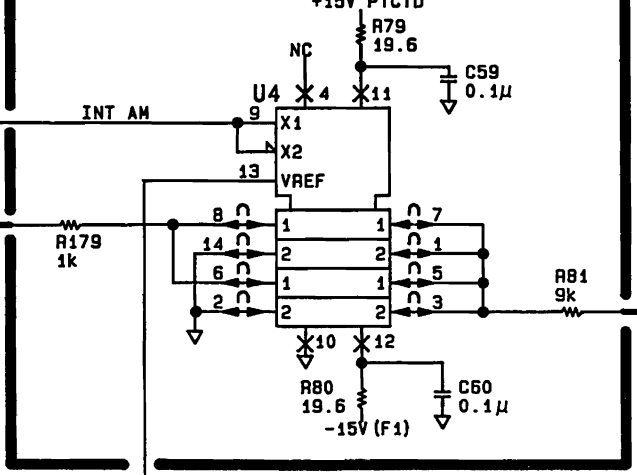 R79
19.6
NC
C59
0.1μ
U4
4
11
INT AM
9
X1
X2
13
VREF
8
1
1
7
R179
1k
14
2
2
1
6
1
1
5
R81
9k
2
2
2
3
10
12
R80
19.6
C60
0.1μ
-15V (F1)